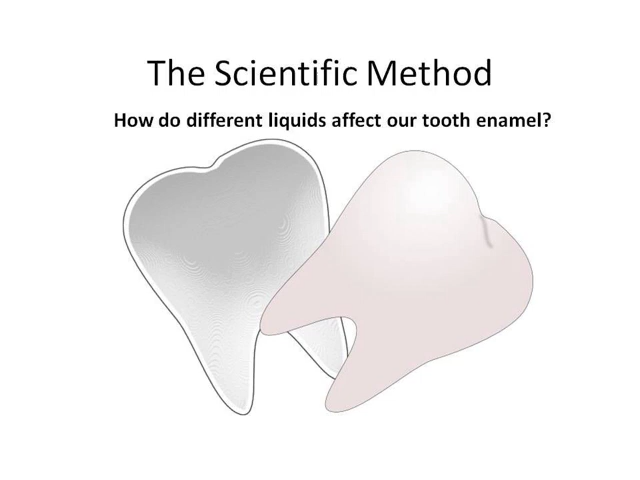 The Scientific Method
How do different liquids affect our tooth enamel?